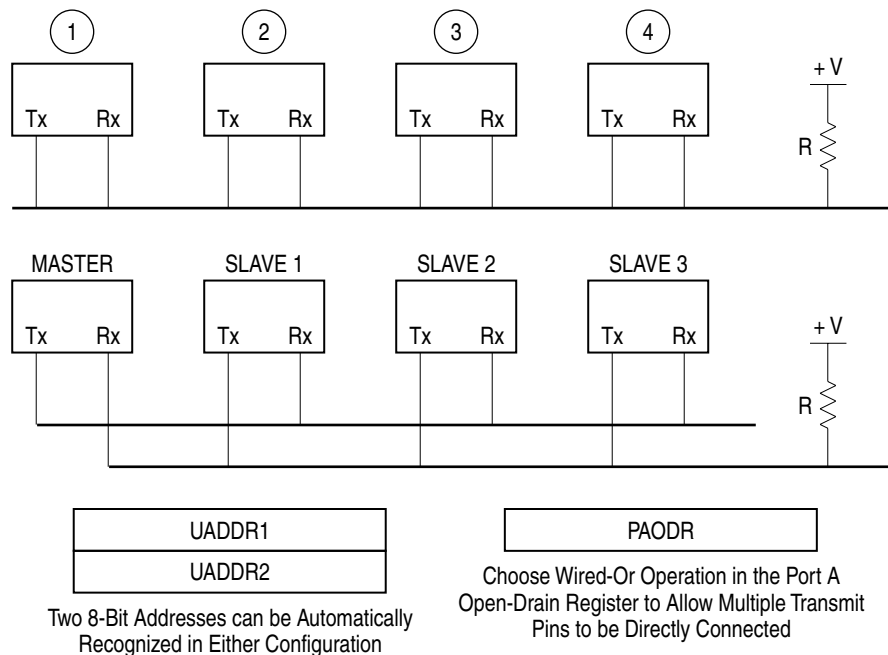 1 2 3 4
+ V
Tx Rx Tx Rx Tx Rx Tx Rx
R
MASTER SLAVE 1 SLAVE 2 SLAVE 3
+ V
Tx Rx Tx Rx Tx Rx Tx Rx
R
UADDR1
UADDR2
Two 8-Bit Addresses can be Automatically
Recognized in Either Configuration
PAODR
Choose Wired-Or Operation in the Port A
Open-Drain Register to Allow Multiple Transmit
Pins to be Directly Connected